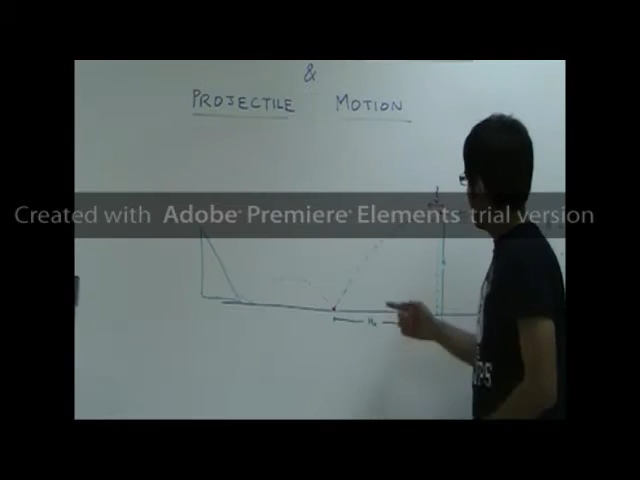 &
PROJECTILE MOTION
Created with Adobe Premiere Elements trial version